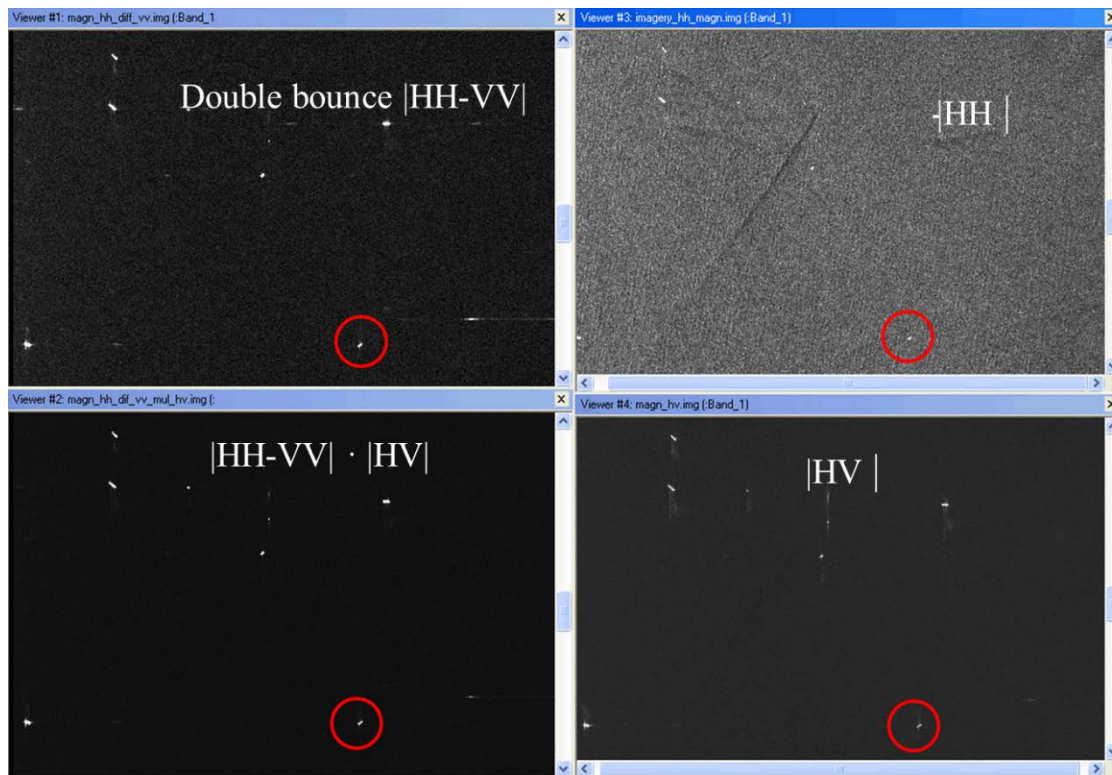 Viewer #1: magn_hh_diff_vv.img (:Band_1
Double bounce |HH-VV|
Viewer #3: imagery_hh_magn.img (:Band_1)
|HH |
Viewer #2: magn_hh_dif_vv_mul_hv.img (:
|HH-VV| · |HV|
Viewer #4: magn_hv.img (:Band_1)
|HV |